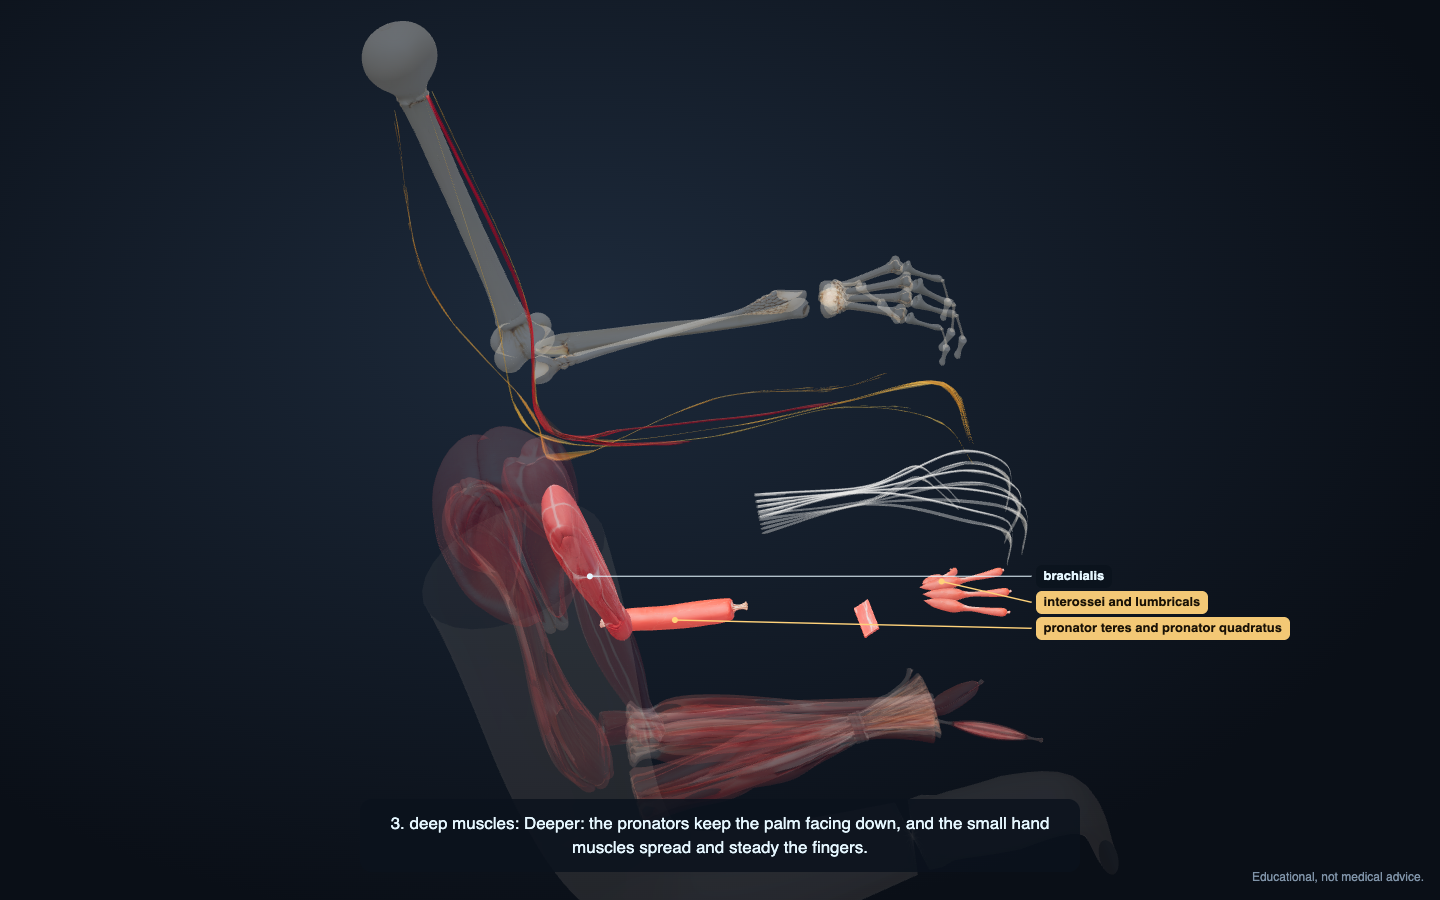 brachialis
interossei and lumbricals
pronator teres and pronator quadratus
3. deep muscles: Deeper: the pronators keep the palm facing down, and the small hand
muscles spread and steady the fingers.
Educational, not medical advice.